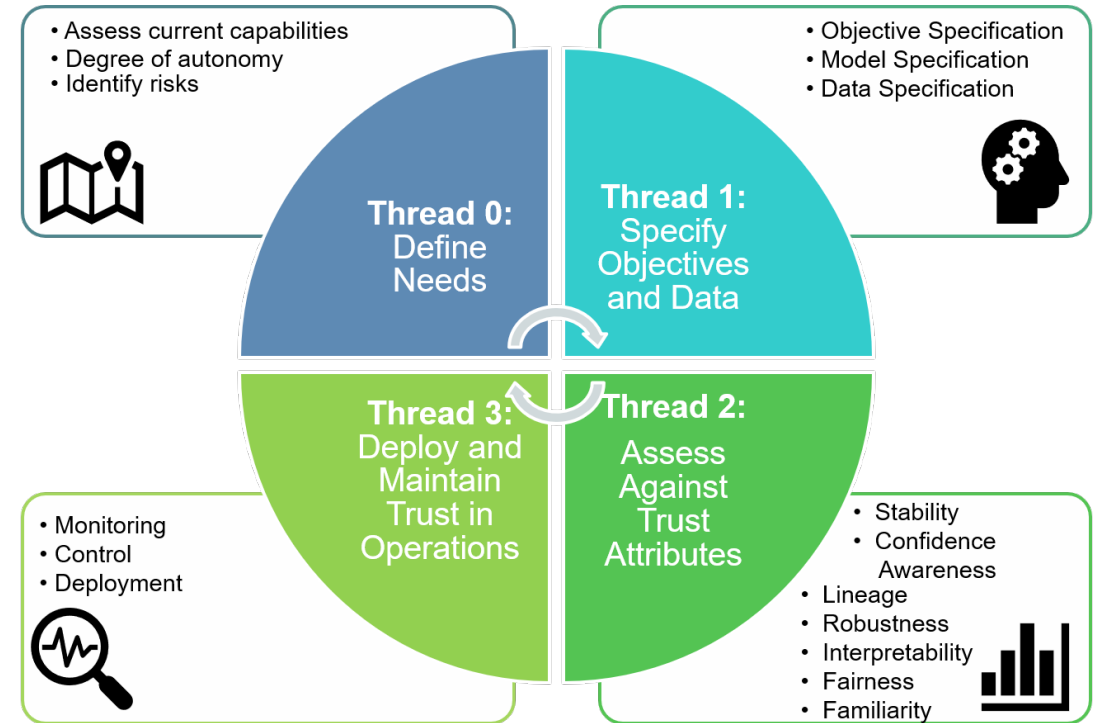 • Assess current capabilities
• Degree of autonomy
• Identify risks
• Objective Specification
• Model Specification
• Data Specification
Thread 0:
Define
Needs
Thread 1:
Specify
Objectives
and Data
Thread 3:
Deploy and
Maintain
Trust in
Operations
Thread 2:
Assess
Against
Trust
Attributes
• Monitoring
• Control
• Deployment
• Stability
• Confidence
Awareness
• Lineage
• Robustness
• Interpretability
• Fairness
• Familiarity